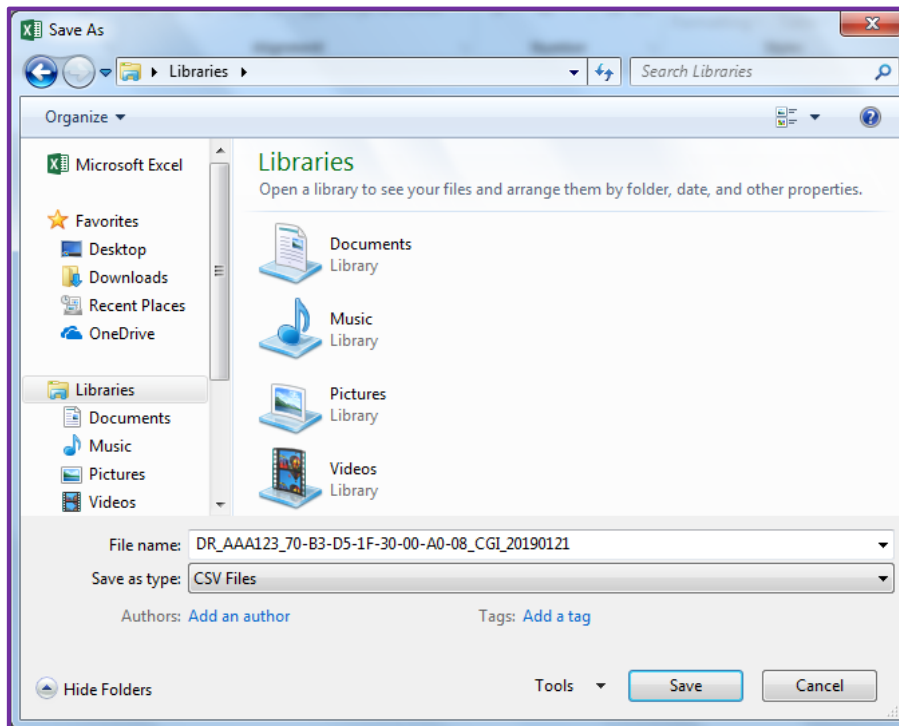 Save As
Libraries
Search Libraries
Organize
Microsoft Excel
Favorites
Desktop
Downloads
Recent Places
OneDrive
Libraries
Documents
Music
Pictures
Videos
Libraries
Open a library to see your files and arrange them by folder, date, and other properties.
Documents
Library
Music
Library
Pictures
Library
Videos
Library
File name: DR_AAA123_70-B3-D5-1F-30-00-A0-08_CGI_20190121
Save as type: CSV Files
Authors: Add an author Tags: Add a tag
Hide Folders Tools Save Cancel